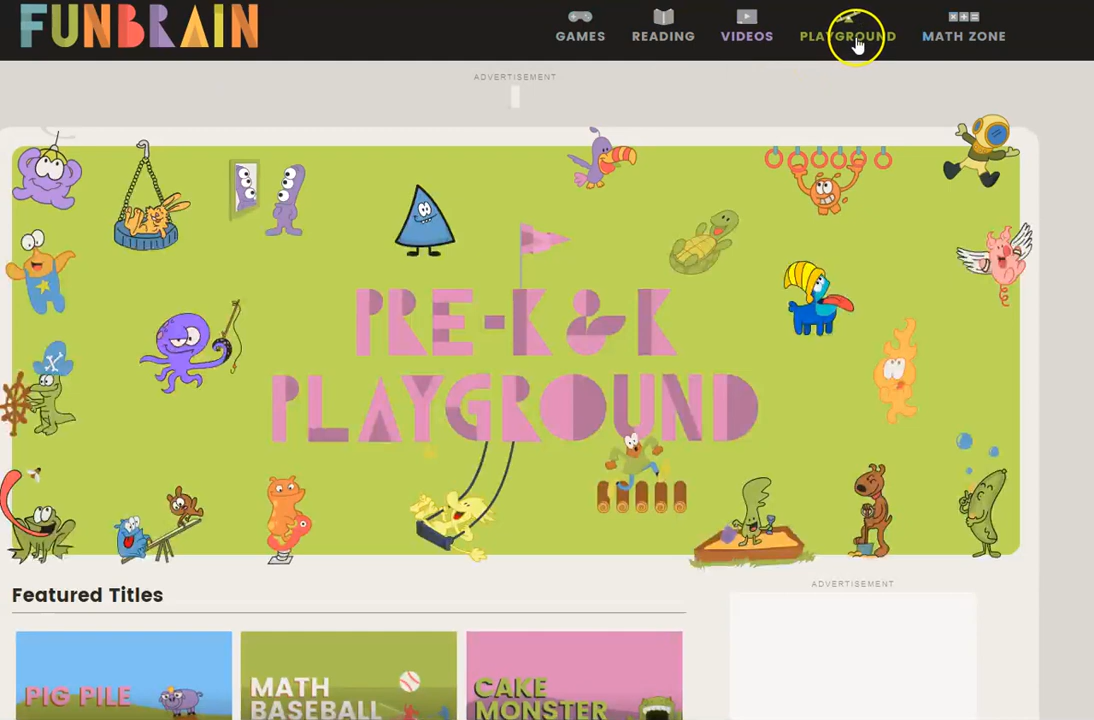 FUNBRAIN
GAMES
READING
VIDEOS
PLAYGROUND
MATH ZONE
ADVERTISEMENT
PRE-K & K
PLAYGROUND
X
ADVERTISEMENT
Featured Titles
PIG PILE
MATH
BASEBALL
CAKE
MONSTER